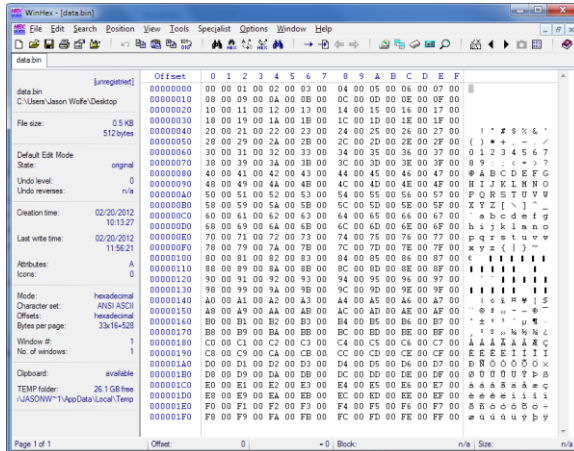 WinHex - [data.bin]
File Edit Search Position View Tools Specialist Options Window Help
data.bin
[unregistriert]
data.bin
C:\Users\Jason Wolfe\Desktop
File size: 0.5 KB
512 bytes
Default Edit Mode
State: original
Undo level: 0
Undo reverses: n/a
Creation time: 02/20/2012
10:13:27
Last write time: 02/20/2012
11:56:21
Attributes: A
Icons: 0
Mode: hexadecimal
Character set: ANSI ASCII
Offsets: hexadecimal
Bytes per page: 33x16=528
Window #: 1
No. of windows: 1
Clipboard: available
TEMP folder: 26.1 GB free
\JASONW~1\AppData\Local\Temp
Offset 0 1 2 3 4 5 6 7 8 9 A B C D E F
00000000 00 00 01 00 02 00 03 00 04 00 05 00 06 00 07 00
00000010 08 00 09 00 0A 00 0B 00 0C 00 0D 00 0E 00 0F 00
00000020 10 00 11 00 12 00 13 00 14 00 15 00 16 00 17 00
00000030 18 00 19 00 1A 00 1B 00 1C 00 1D 00 1E 00 1F 00
00000040 20 00 21 00 22 00 23 00 24 00 25 00 26 00 27 00 ! " # $ % & '
00000050 28 00 29 00 2A 00 2B 00 2C 00 2D 00 2E 00 2F 00 ( ) * + , - . /
00000060 30 00 31 00 32 00 33 00 34 00 35 00 36 00 37 00 0 1 2 3 4 5 6 7
00000070 38 00 39 00 3A 00 3B 00 3C 00 3D 00 3E 00 3F 00 8 9 : ; < = > ?
00000080 40 00 41 00 42 00 43 00 44 00 45 00 46 00 47 00 @ A B C D E F G
00000090 48 00 49 00 4A 00 4B 00 4C 00 4D 00 4E 00 4F 00 H I J K L M N O
000000A0 50 00 51 00 52 00 53 00 54 00 55 00 56 00 57 00 P Q R S T U V W
000000B0 58 00 59 00 5A 00 5B 00 5C 00 5D 00 5E 00 5F 00 X Y Z [ \ ] ^ _
000000C0 60 00 61 00 62 00 63 00 64 00 65 00 66 00 67 00 ` a b c d e f g
000000D0 68 00 69 00 6A 00 6B 00 6C 00 6D 00 6E 00 6F 00 h i j k l m n o
000000E0 70 00 71 00 72 00 73 00 74 00 75 00 76 00 77 00 p q r s t u v w
000000F0 78 00 79 00 7A 00 7B 00 7C 00 7D 00 7E 00 7F 00 x y z { | } ~
00000100 80 00 81 00 82 00 83 00 84 00 85 00 86 00 87 00 €
00000110 88 00 89 00 8A 00 8B 00 8C 00 8D 00 8E 00 8F 00
00000120 90 00 91 00 92 00 93 00 94 00 95 00 96 00 97 00
00000130 98 00 99 00 9A 00 9B 00 9C 00 9D 00 9E 00 9F 00
00000140 A0 00 A1 00 A2 00 A3 00 A4 00 A5 00 A6 00 A7 00 ¡ ¢ £ ¤ ¥ ¦ §
00000150 A8 00 A9 00 AA 00 AB 00 AC 00 AD 00 AE 00 AF 00 ¨ © ª « ¬ - ® ¯
00000160 B0 00 B1 00 B2 00 B3 00 B4 00 B5 00 B6 00 B7 00 ° ± ² ³ ´ µ ¶ ·
00000170 B8 00 B9 00 BA 00 BB 00 BC 00 BD 00 BE 00 BF 00 ¸ ¹ º » ¼ ½ ¾ ¿
00000180 C0 00 C1 00 C2 00 C3 00 C4 00 C5 00 C6 00 C7 00 À Á Â Ã Ä Å Æ Ç
00000190 C8 00 C9 00 CA 00 CB 00 CC 00 CD 00 CE 00 CF 00 È É Ê Ë Ì Í Î Ï
000001A0 D0 00 D1 00 D2 00 D3 00 D4 00 D5 00 D6 00 D7 00 Ð Ñ Ò Ó Ô Õ Ö ×
000001B0 D8 00 D9 00 DA 00 DB 00 DC 00 DD 00 DE 00 DF 00 Ø Ù Ú Û Ü Ý Þ ß
000001C0 E0 00 E1 00 E2 00 E3 00 E4 00 E5 00 E6 00 E7 00 à á â ã ä å æ ç
000001D0 E8 00 E9 00 EA 00 EB 00 EC 00 ED 00 EE 00 EF 00 è é ê ë ì í î ï
000001E0 F0 00 F1 00 F2 00 F3 00 F4 00 F5 00 F6 00 F7 00 ð ñ ò ó ô õ ö ÷
000001F0 F8 00 F9 00 FA 00 FB 00 FC 00 FD 00 FE 00 FF 00 ø ù ú û ü ý þ ÿ
Page 1 of 1 Offset: 0 = 0 Block: n/a Size: n/a